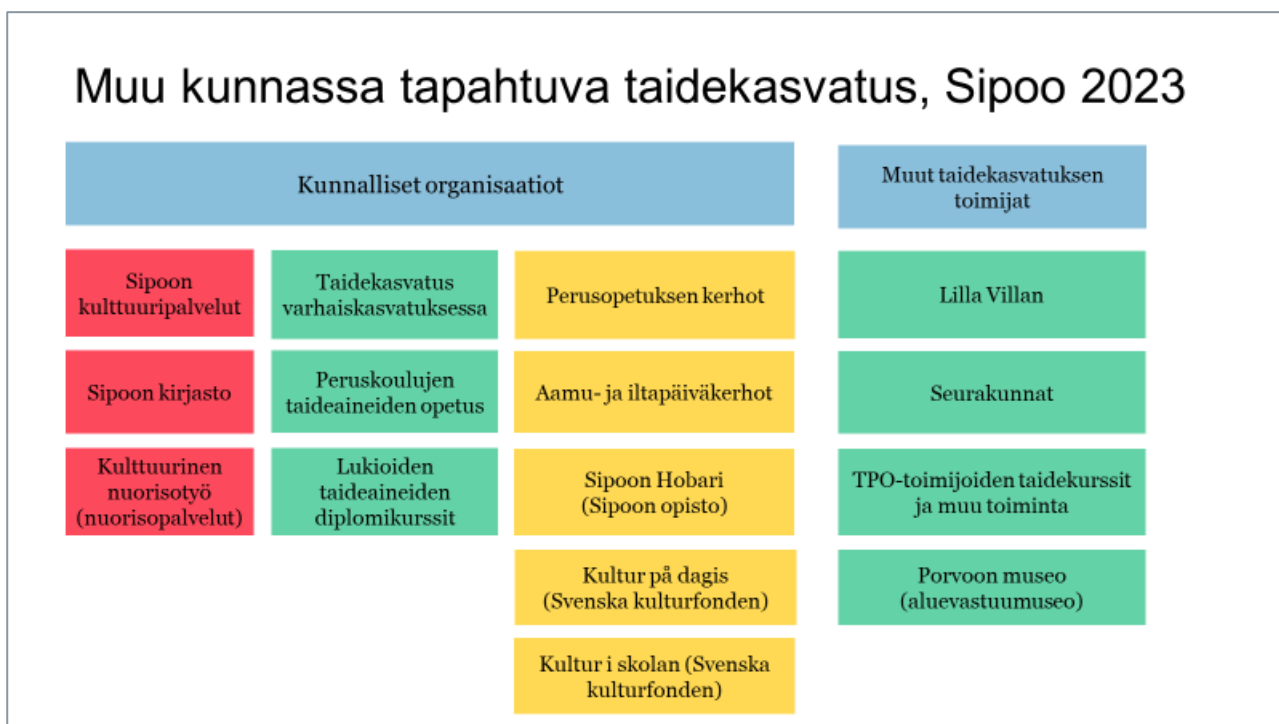 Muu kunnassa tapahtuva taidekasvatus, Sipoo 2023
Kunnalliset organisaatiot
Muut taidekasvatuksen
toimijat
Sipoon
kulttuuripalvelut
Taidekasvatus
varhaiskasvatuksessa
Perusopetuksen kerhot
Lilla Villan
Sipoon kirjasto
Peruskoulujen
taideaineiden opetus
Aamu- ja iltapäiväkerhot
Seurakunnat
Kulttuurinen
nuorisotyö
(nuorisopalvelut)
Lukioiden
taideaineiden
diplomikurssit
Sipoon Hobari
(Sipoon opisto)
TPO-toimijoiden taidekurssit
ja muu toiminta
Kultur på dagis
(Svenska kulturfonden)
Porvoon museo
(aluevastuumuseo)
Kultur i skolan (Svenska
kulturfonden)